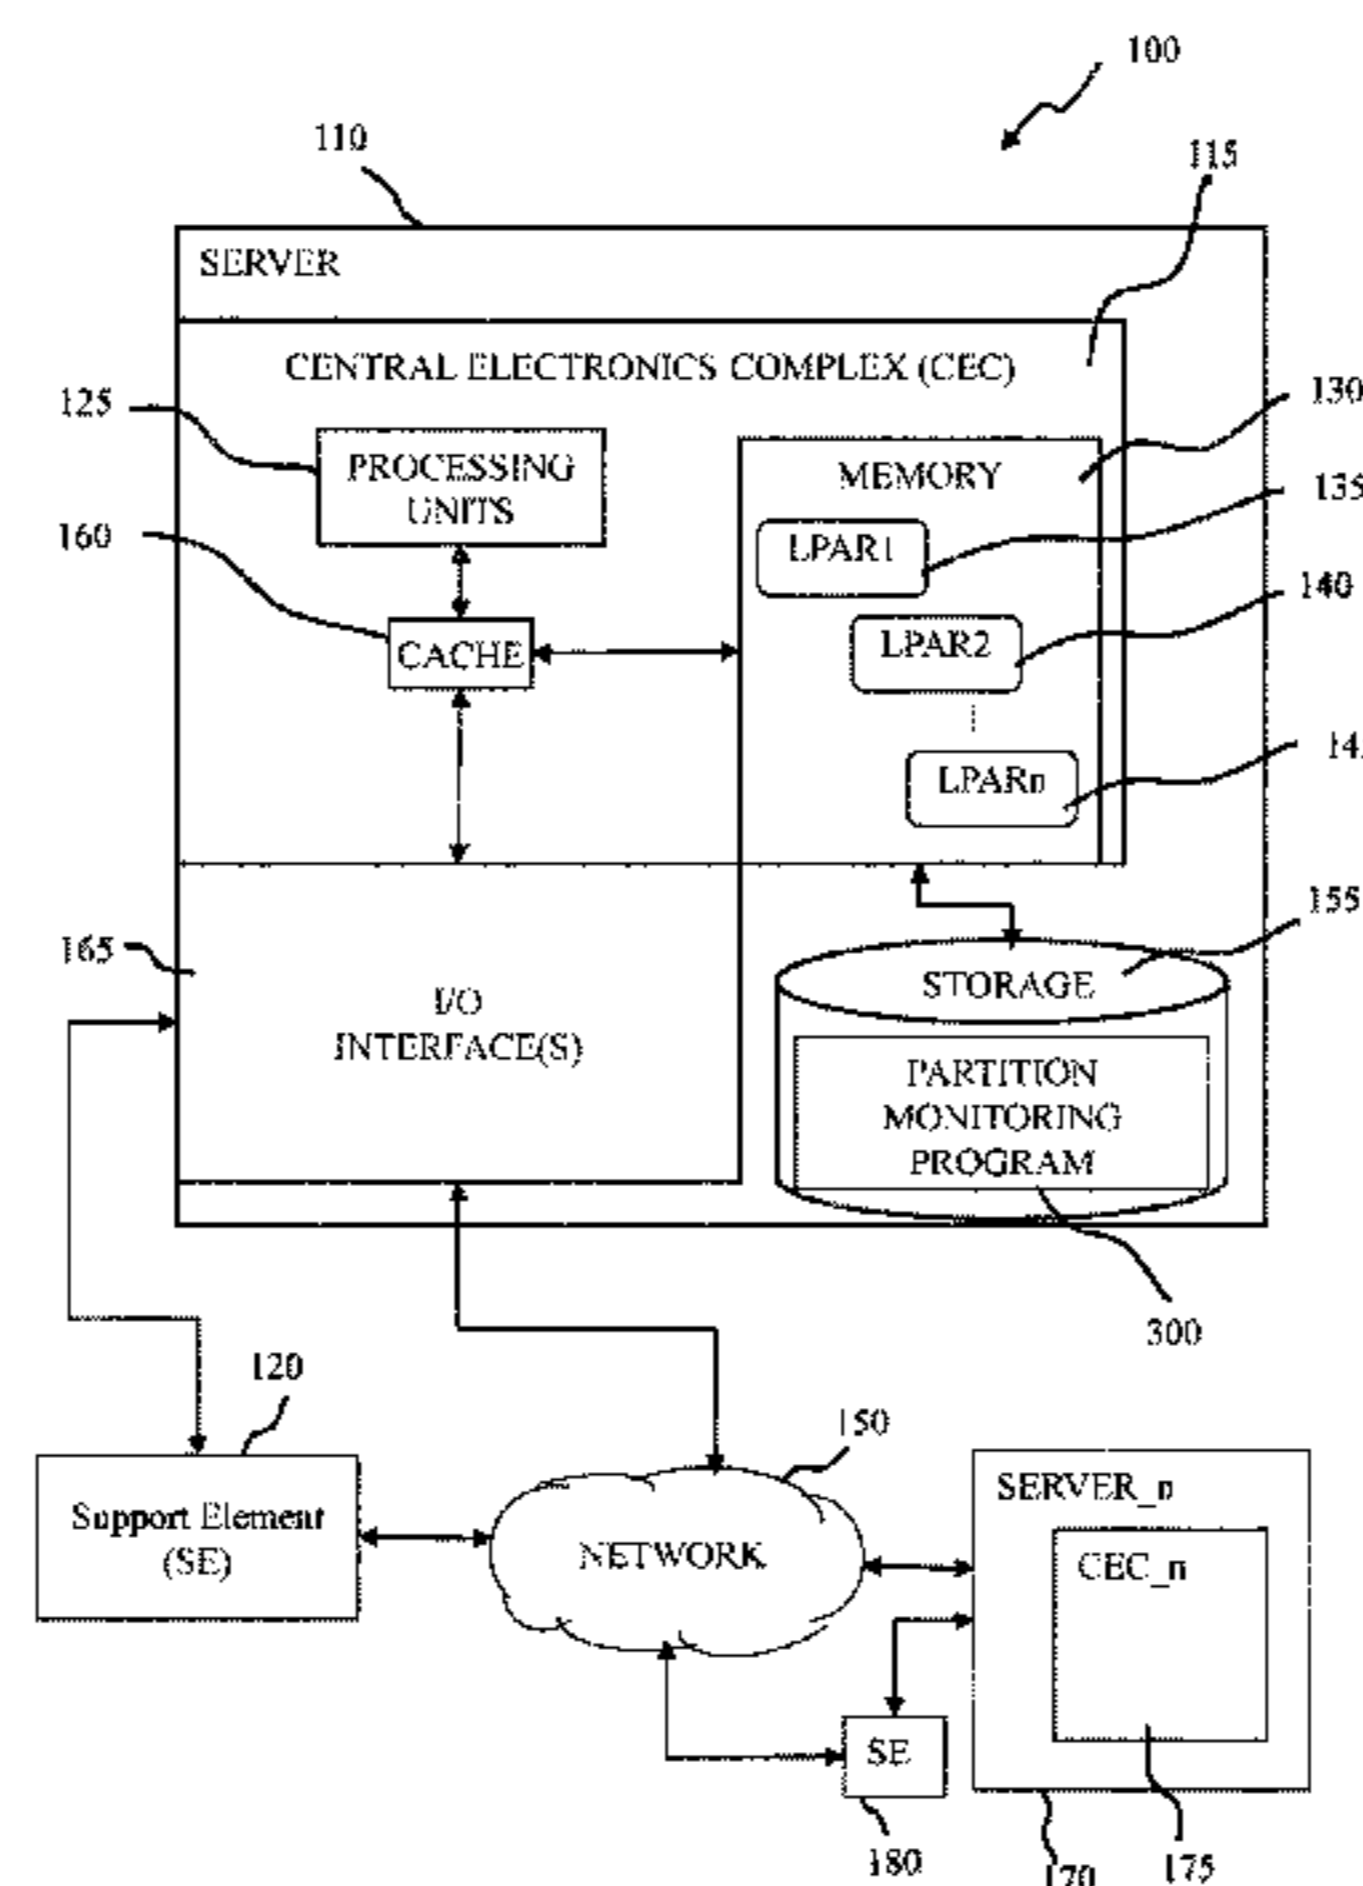 100
110
115
SERVER
CENTRAL ELECTRONICS COMPLEX (CEC)
125
130
PROCESSING
UNITS
MEMORY
135
160
LPAR1
140
CACHE
LPAR2
LPARn
155
165
STORAGE
I/O
INTERFACE(S)
PARTITION
MONITORING
PROGRAM
300
120
150
SERVER_n
Support Element
(SE)
NETWORK
CEC_n
SE
180
170
175